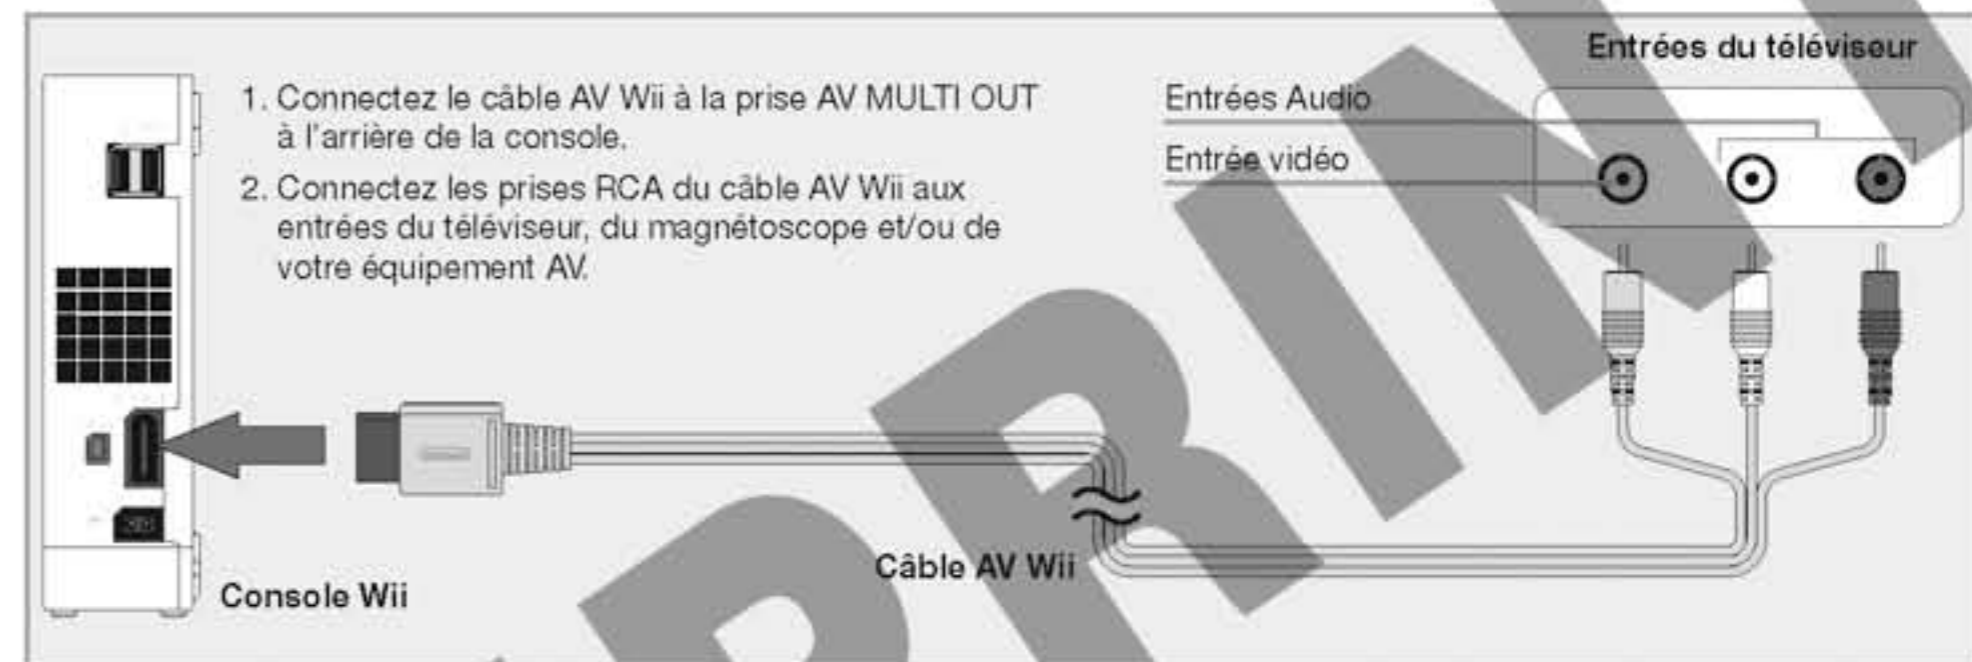 Entrées du téléviseur
1. Connectez le câble AV Wii à la prise AV MULTI OUT
à l'arrière de la console.
2. Connectez les prises RCA du câble AV Wii aux
entrées du téléviseur, du magnétoscope et/ou de
votre équipement AV.
Entrées Audio
Entrée vidéo
Câble AV Wii
Console Wii